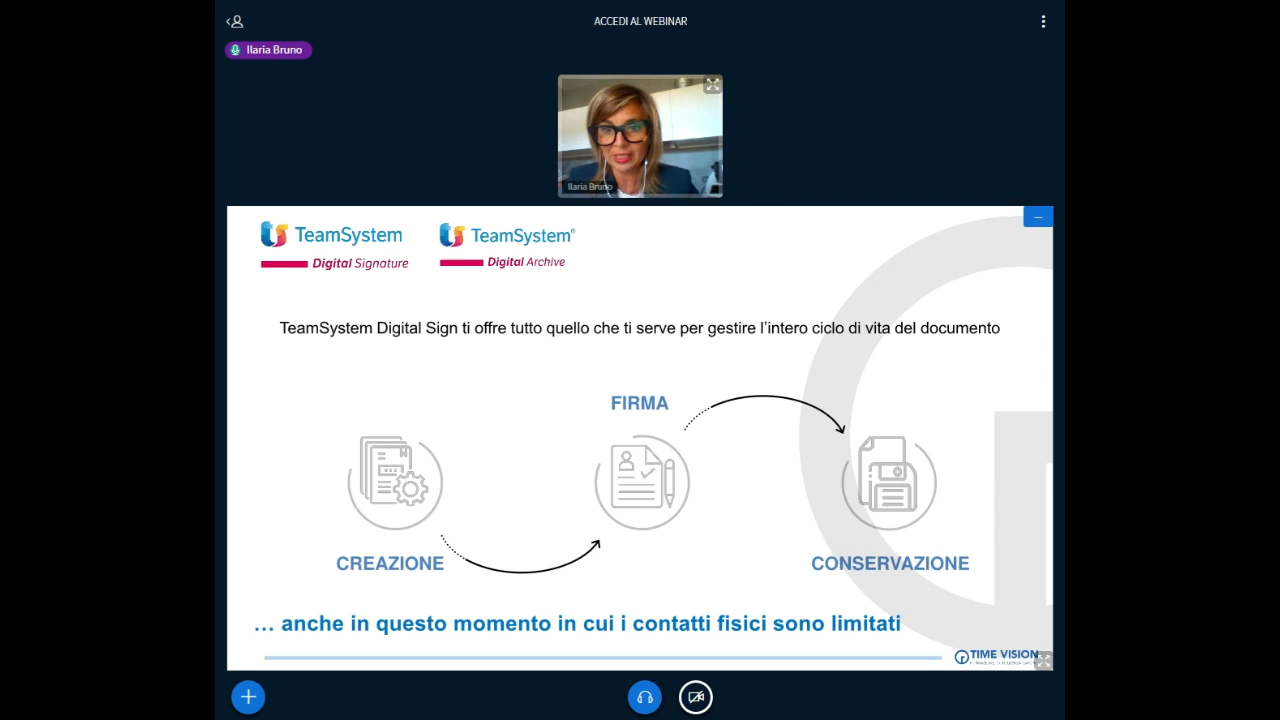 ACCEDI AL WEBINAR
Ilaria Bruno
Ilaria Bruno
TeamSystem
Digital Signature
TeamSystem®
Digital Archive
TeamSystem Digital Sign ti offre tutto quello che ti serve per gestire l'intero ciclo di vita del documento
FIRMA
CREAZIONE
CONSERVAZIONE
… anche in questo momento in cui i contatti fisici sono limitati
TIME VISION